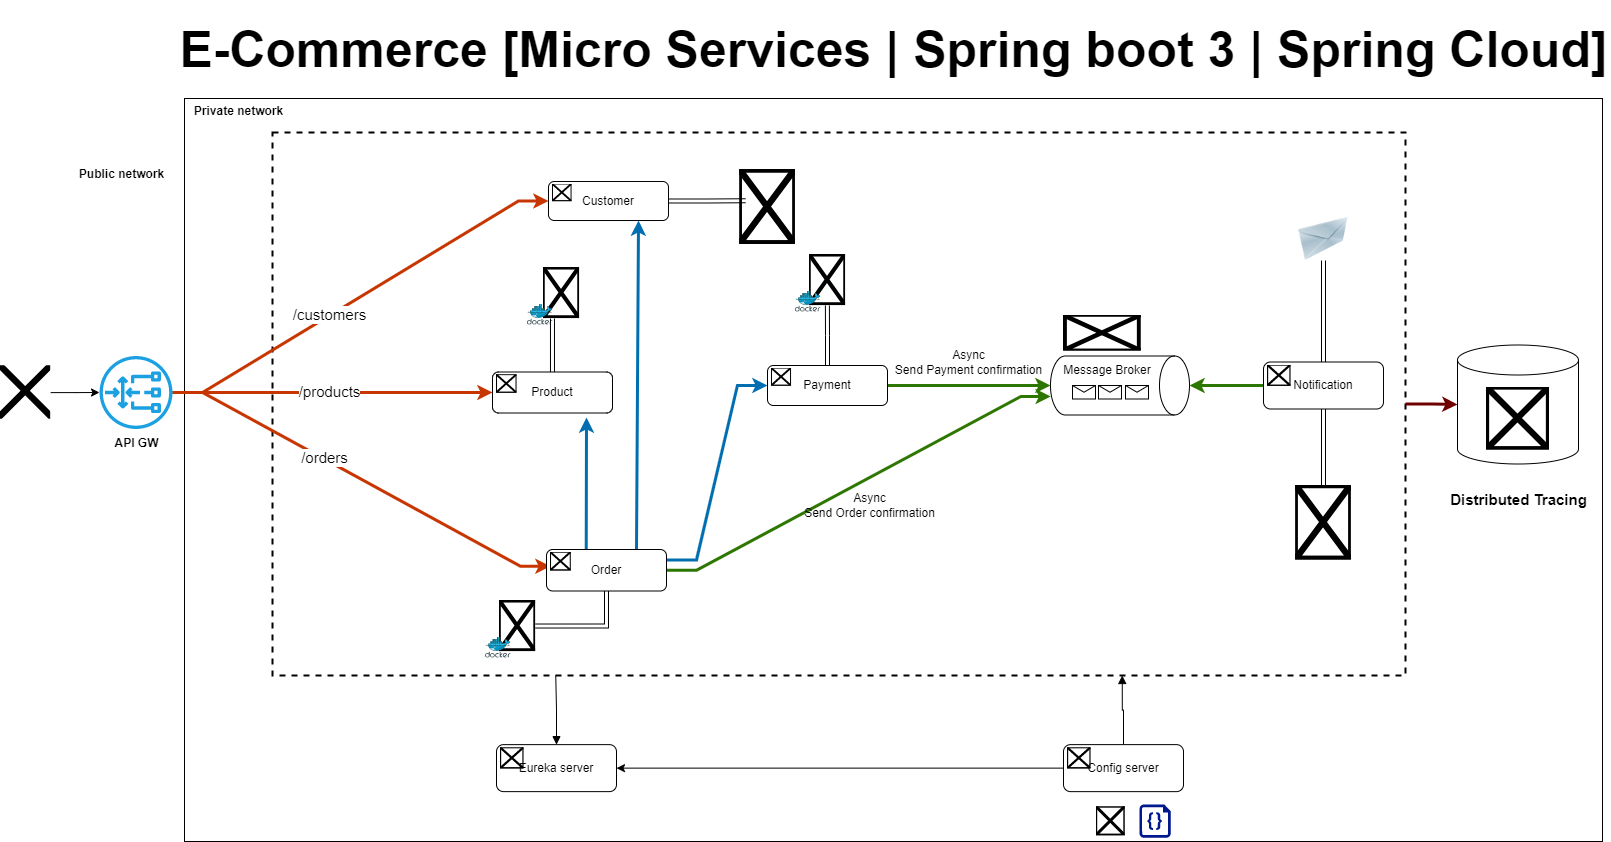 E-Commerce [Micro Services | Spring boot 3 | Spring Cloud]
Private network
Public network
Customer
/customers
docker
docker
Async
Send Payment confirmation
Message Broker
/products
Product
Payment
Notification
API GW
/orders
Async
Send Order confirmation
Distributed Tracing
Order
docker
Eureka server
Config server
{}